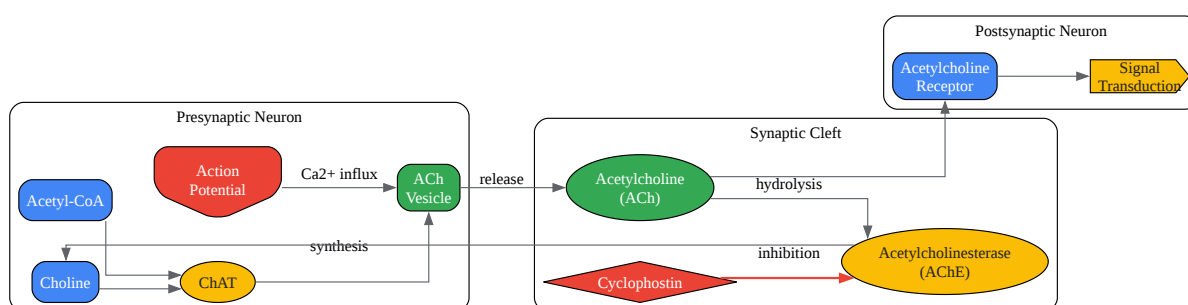 Postsynaptic Neuron
Acetylcholine
Receptor
Signal
Transduction
Presynaptic Neuron
Synaptic Cleft
Action
Potential
Ca2+ influx
ACh
Vesicle
release
Acetylcholine
(ACh)
hydrolysis
Acetyl-CoA
synthesis
inhibition
Acetylcholinesterase
(AChE)
Choline
ChAT
Cyclophostin